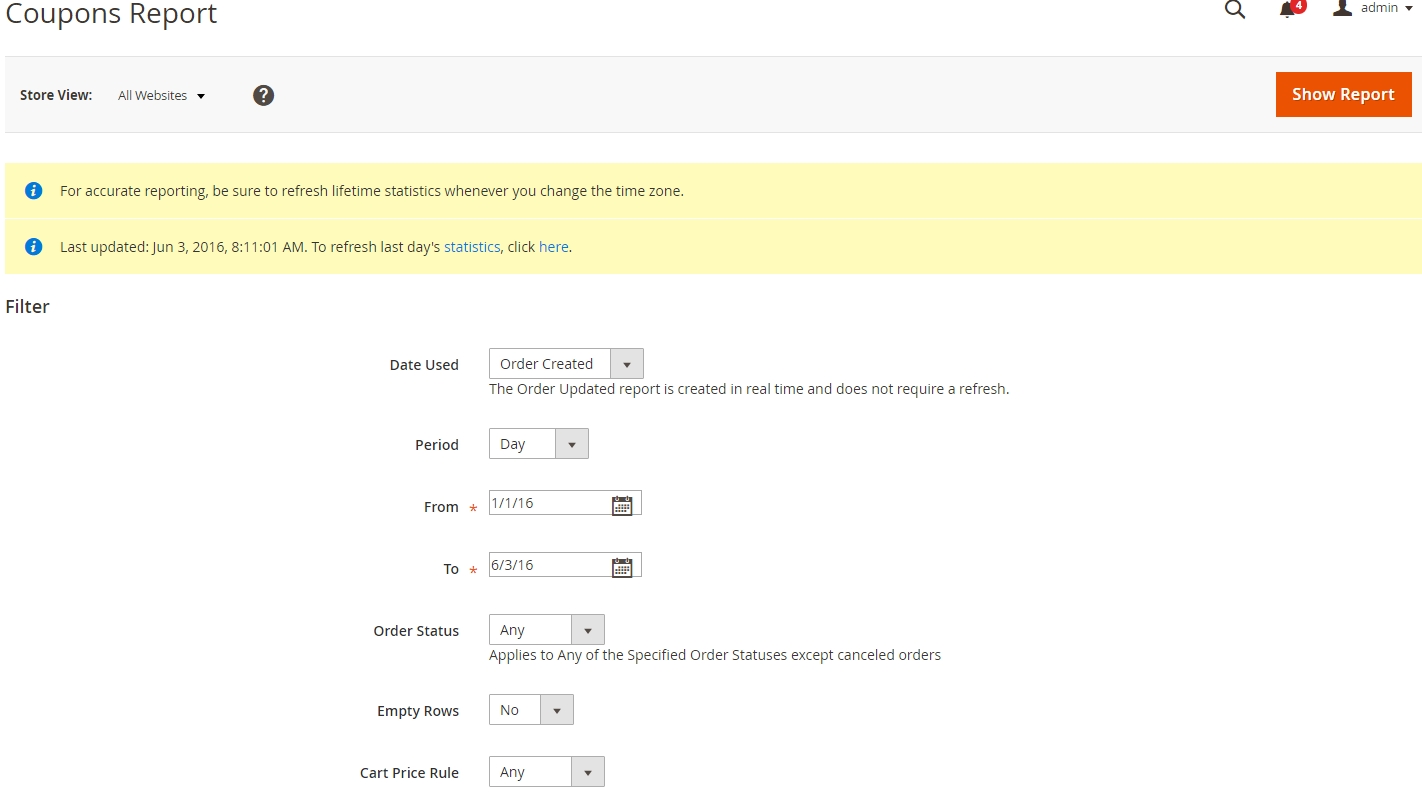 Coupons Report
4
admin
Store View: All Websites ?
Show Report
For accurate reporting, be sure to refresh lifetime statistics whenever you change the time zone.
Last updated: Jun 3, 2016, 8:11:01 AM. To refresh last day's statistics, click here.
Filter
Date Used Order Created
The Order Updated report is created in real time and does not require a refresh.
Period Day
From * 1/1/16
To * 6/3/16
Order Status Any
Applies to Any of the Specified Order Statuses except canceled orders
Empty Rows No
Cart Price Rule Any